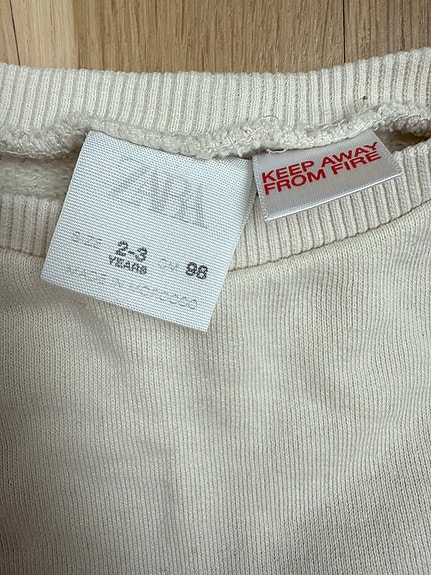 ZARA
SIZE 2-3 YEARS CM 98
MADE IN MOROCCO
KEEP AWAY
FROM FIRE